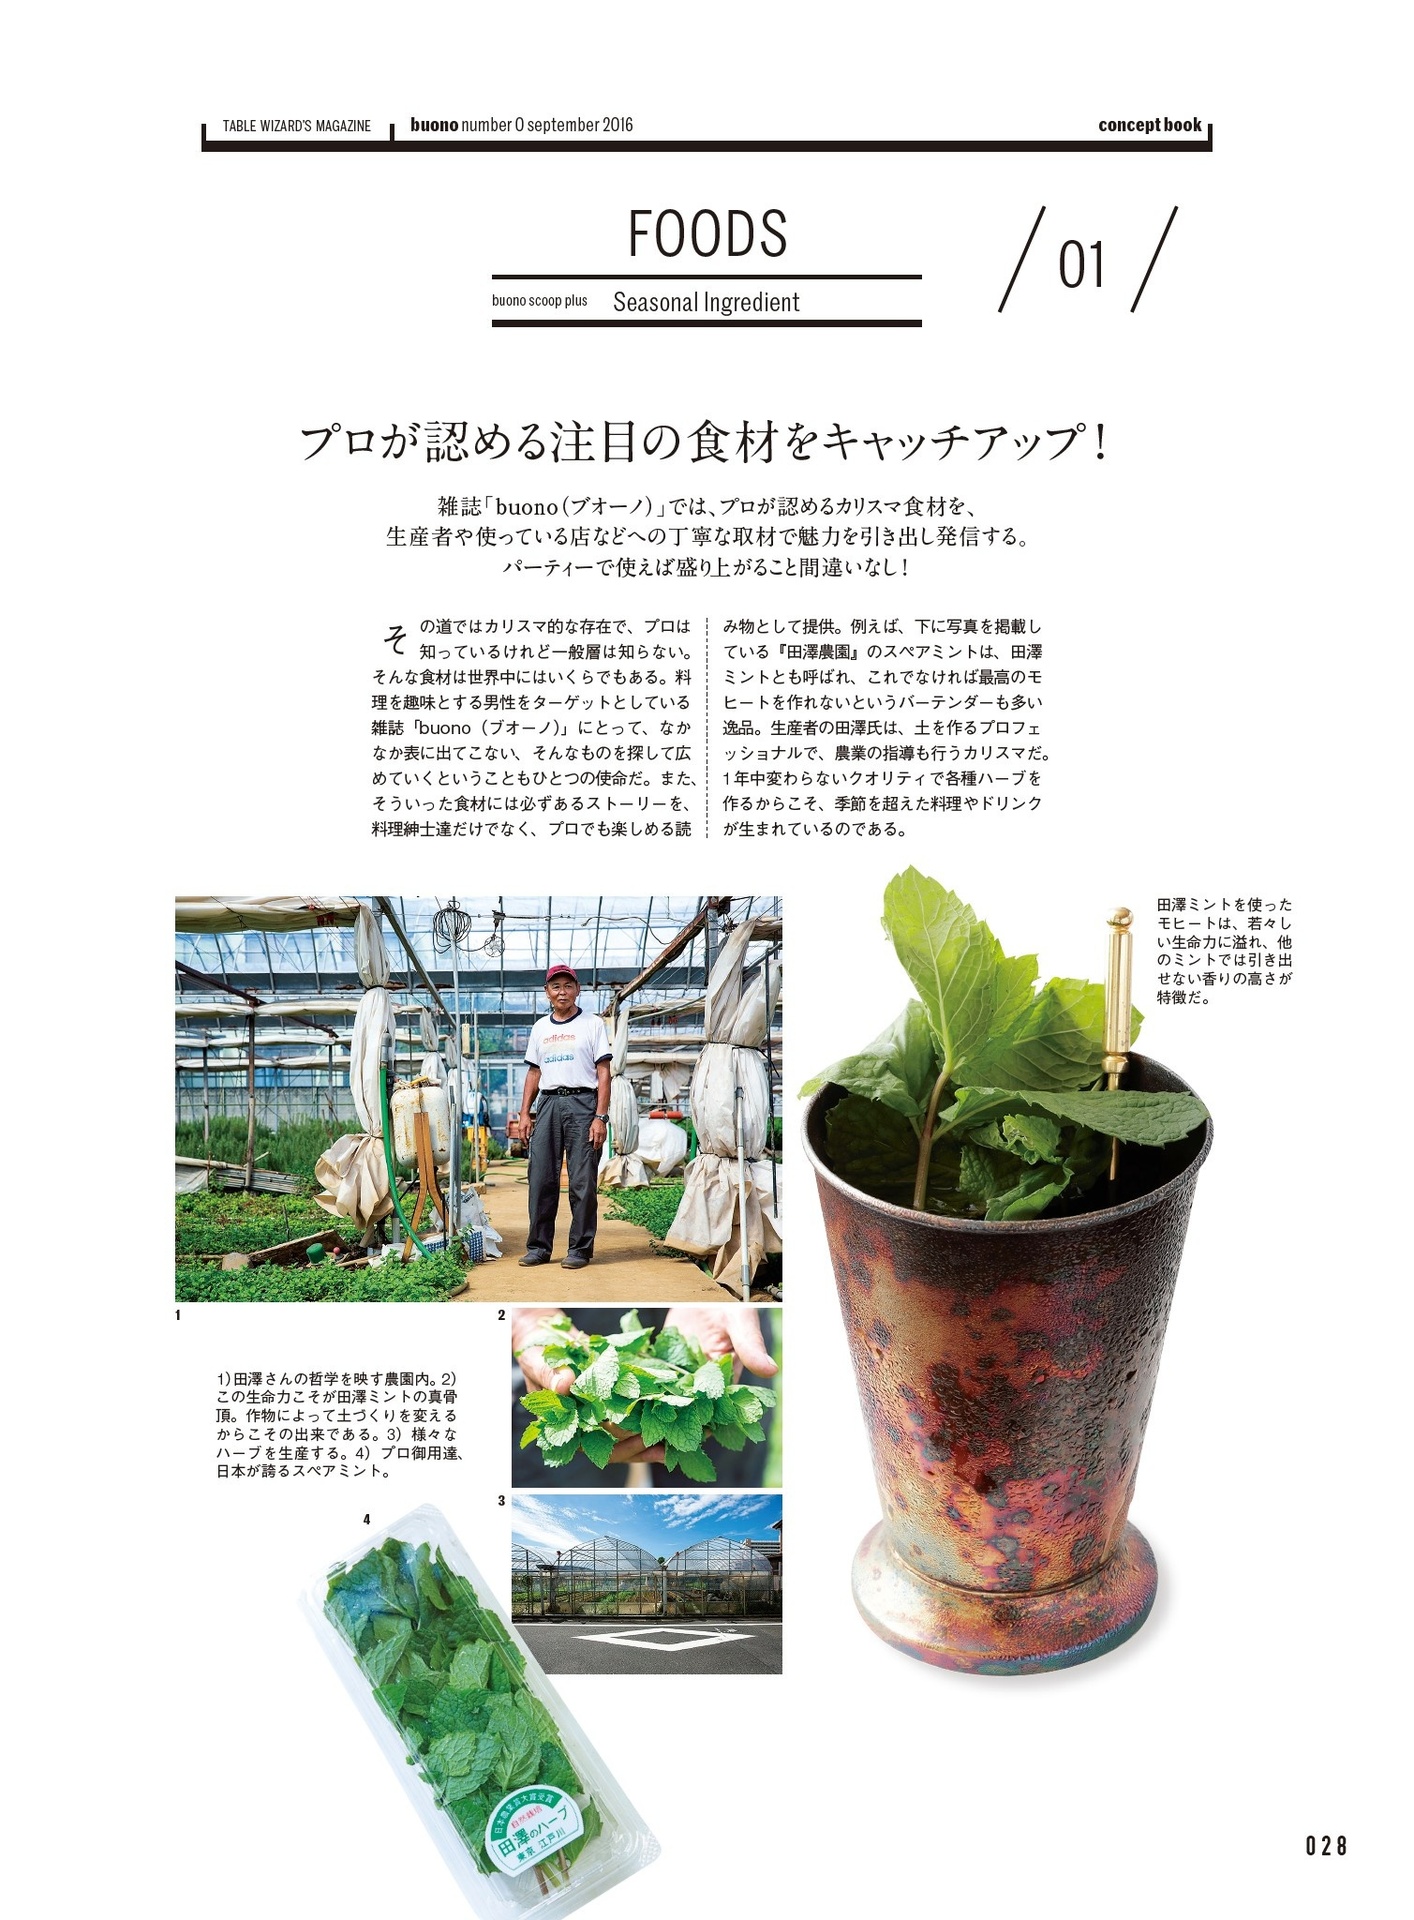 TABLE WIZARD'S MAGAZINE
buono number 0 september 2016
concept book
FOODS
buono scoop plus Seasonal Ingredient
01
プロが認める注目の食材をキャッチアップ！
雑誌「buono（ブオーノ）」では、プロが認めるカリスマ食材を、
生産者や使っている店などへの丁寧な取材で魅力を引き出し発信する。
パーティーで使えば盛り上がること間違いなし！
その道ではカリスマ的な存在で、プロは
知っているけれど一般層は知らない。
そんな食材は世界中にはいくらでもある。料
理を趣味とする男性をターゲットとしている
雑誌「buono（ブオーノ）」にとって、なか
なか表に出てこない、そんなものを探して広
めていくということもひとつの使命だ。また、
そういった食材には必ずあるストーリーを、
料理紳士達だけでなく、プロでも楽しめる読
み物として提供。例えば、下に写真を掲載し
ている『田澤農園』のスペアミントは、田澤
ミントとも呼ばれ、これでなければ最高のモ
ヒートを作れないというバーテンダーも多い
逸品。生産者の田澤氏は、土を作るプロフェ
ッショナルで、農業の指導も行うカリスマだ。
1年中変わらないクオリティで各種ハーブを
作るからこそ、季節を超えた料理やドリンク
が生まれているのである。
田澤ミントを使った
モヒートは、若々し
い生命力に溢れ、他
のミントでは引き出
せない香りの高さが
特徴だ。
adidas
adidas
1
2
1）田澤さんの哲学を映す農園内。2）
この生命力こそが田澤ミントの真骨
頂。作物によって土づくりを変える
からこその出来である。3） 様々な
ハーブを生産する。4） プロ御用達、
日本が誇るスペアミント。
3
4
日本農業賞大賞受賞
自然栽培
田澤のハーブ
東京 江戸川
028